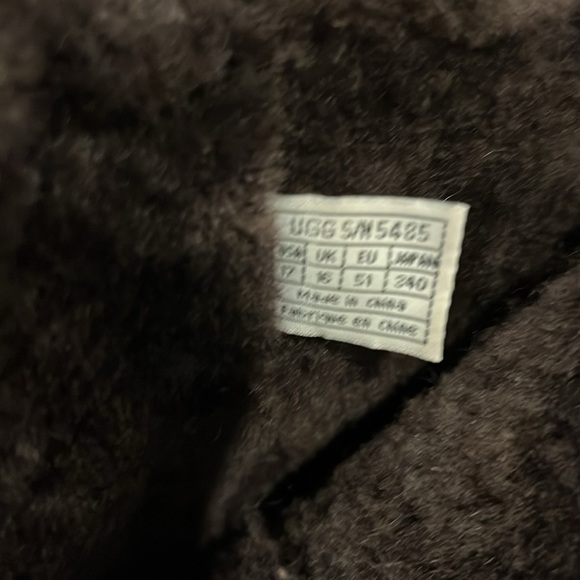 UGG S/N 5485
USA UK EU JAPAN
17 16 51 340
Made in China
Fabriqué en Chine